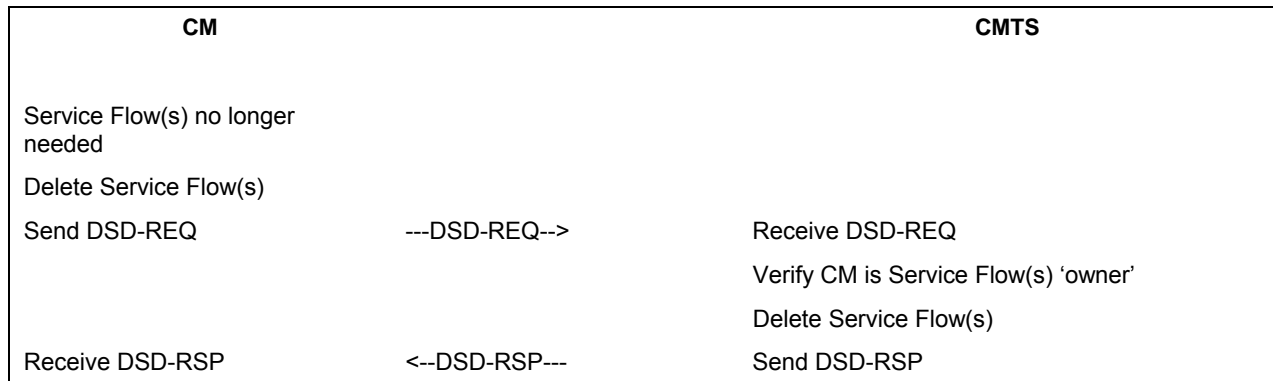 CM CMTS
Service Flow(s) no longer
needed
Delete Service Flow(s)
Send DSD-REQ ---DSD-REQ--> Receive DSD-REQ
Verify CM is Service Flow(s) ‘owner’
Delete Service Flow(s)
Receive DSD-RSP <--DSD-RSP--- Send DSD-RSP